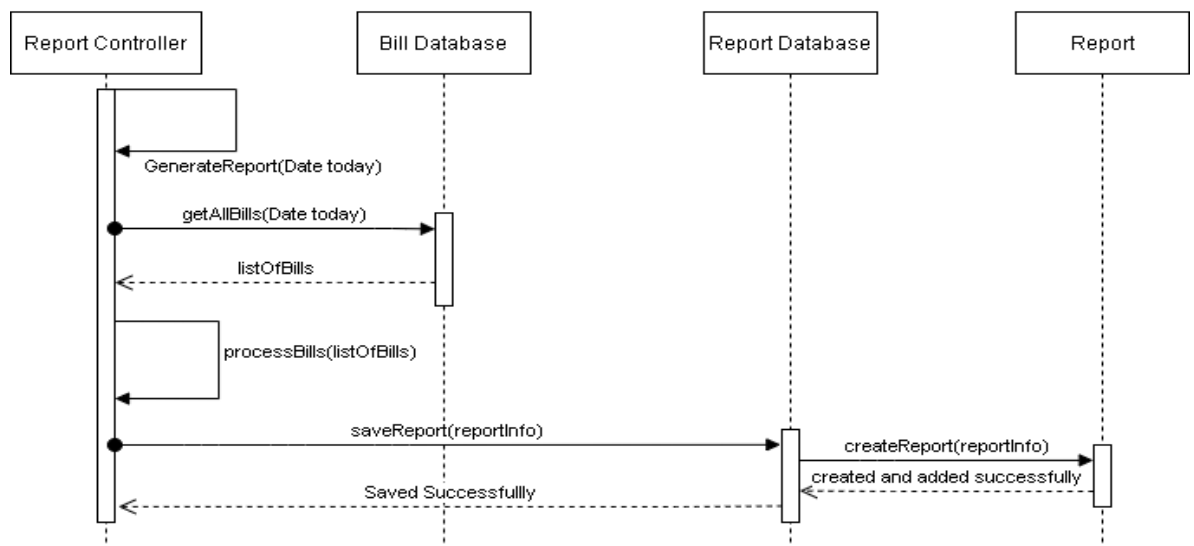 Report Controller
Bill Database
Report Database
Report
GenerateReport(Date today)
getAllBills(Date today)
listOfBills
processBills(listOfBills)
saveReport(reportInfo)
createReport(reportInfo)
created and added successfully
Saved Successfullly